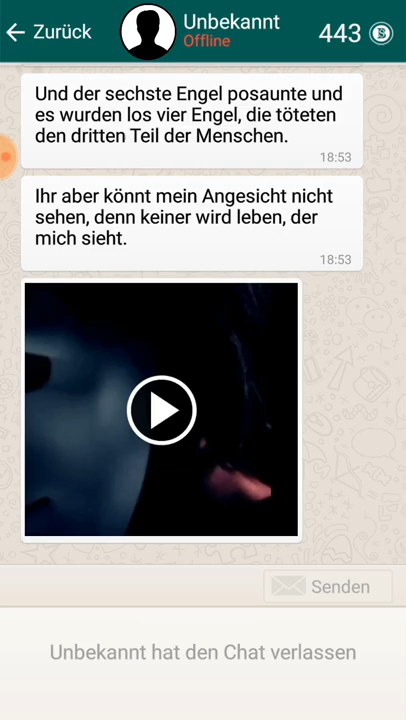 Zurück
Unbekannt
Offline
443
Und der sechste Engel posaunte und
es wurden los vier Engel, die töteten
den dritten Teil der Menschen.
18:53
Ihr aber könnt mein Angesicht nicht
sehen, denn keiner wird leben, der
mich sieht.
18:53
Senden
Unbekannt hat den Chat verlassen